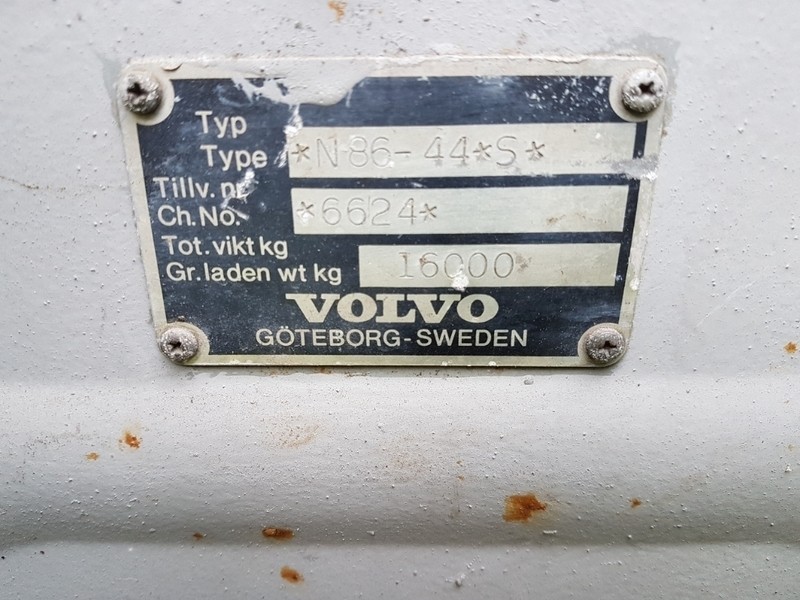 Typ
Type *N86-44*S*
Tillv. nr
Ch.No. *6624*
Tot. vikt kg
Gr. laden wt kg 16000
VOLVO
GÖTEBORG-SWEDEN